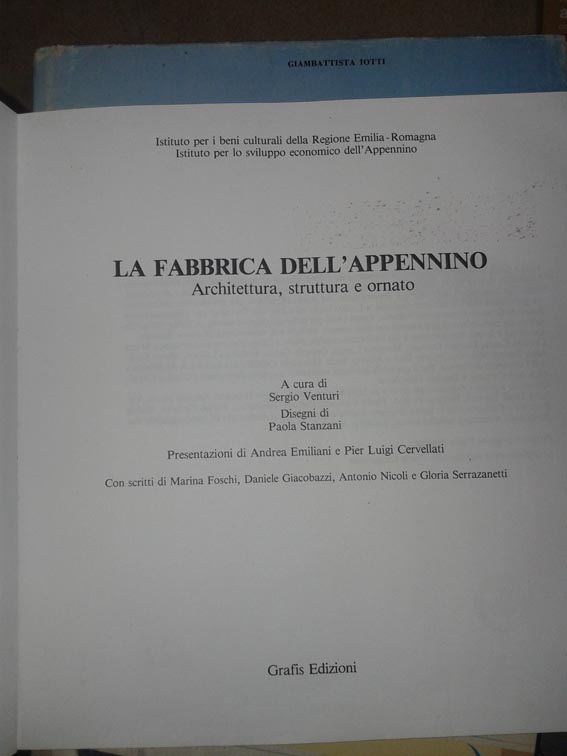 GIAMBATTISTA IOTTI
Istituto per i beni culturali della Regione Emilia-Romagna
Istituto per lo sviluppo economico dell'Appennino
LA FABBRICA DELL'APPENNINO
Architettura, struttura e ornato
A cura di
Sergio Venturi
Disegni di
Paola Stanzani
Presentazioni di Andrea Emiliani e Pier Luigi Cervellati
Con scritti di Marina Foschi, Daniele Giacobazzi, Antonio Nicoli e Gloria Serrazanetti
Grafis Edizioni